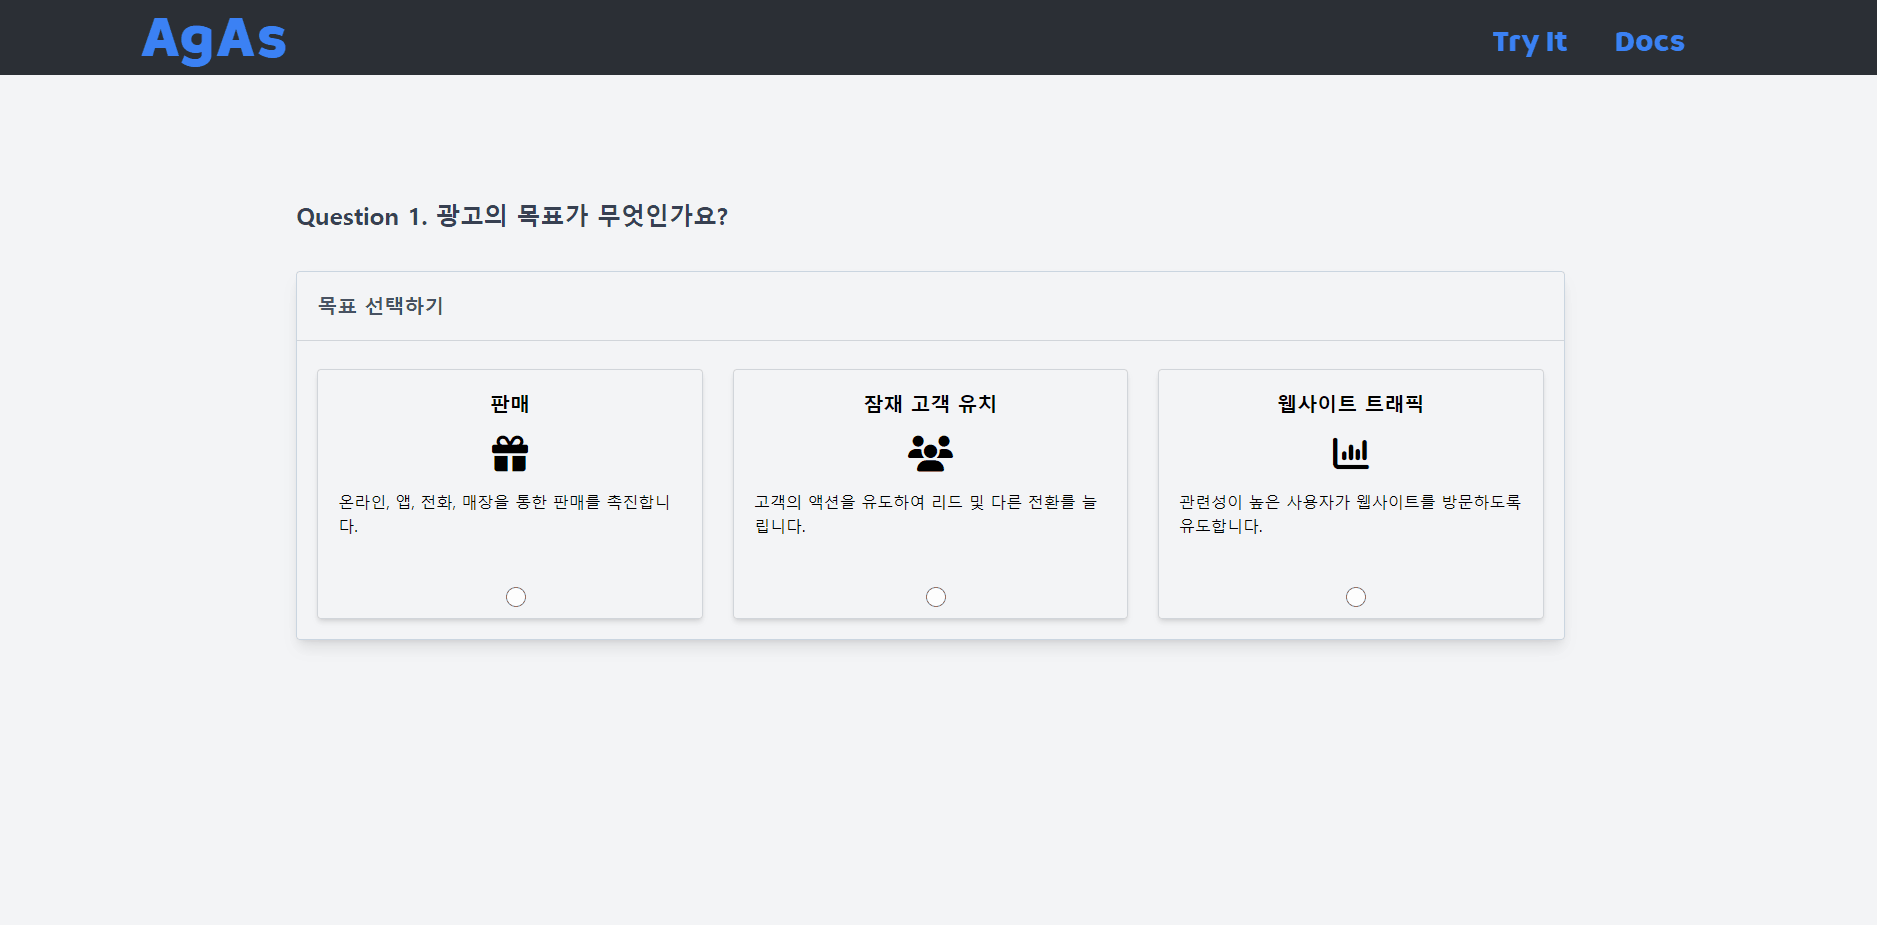 AgAs
Try It
Docs
Question 1. 광고의 목표가 무엇인가요?
목표 선택하기
판매
온라인, 앱, 전화, 매장을 통한 판매를 촉진합니
다.
잠재 고객 유치
고객의 액션을 유도하여 리드 및 다른 전환를 늘
립니다.
웹사이트 트래픽
관련성이 높은 사용자가 웹사이트를 방문하도록
유도합니다.